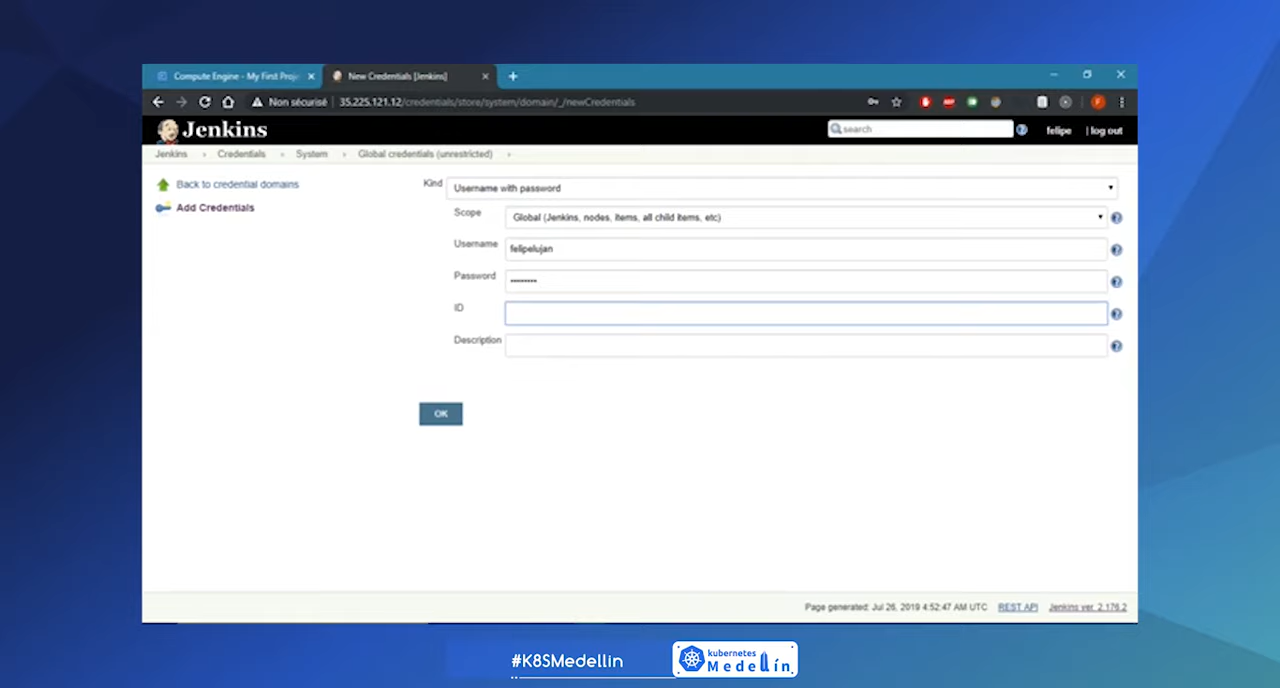 Compute Engine - My First Proje
New Credentials [Jenkins]
Non sécurisé
35.225.121.12/credentials/store/system/domain/_/newCredentials
Jenkins
search
felipe
| log out
Jenkins
Credentials
System
Global credentials (unrestricted)
Back to credential domains
Add Credentials
Kind
Username with password
Scope
Global (Jenkins, nodes, items, all child items, etc)
Username
felipelujan
Password
••••••••
ID
Description
OK
Page generated: Jul 26, 2019 4:52:47 AM UTC
REST API
Jenkins ver. 2.176.2
#K8SMedellin
kubernetes
Medellín